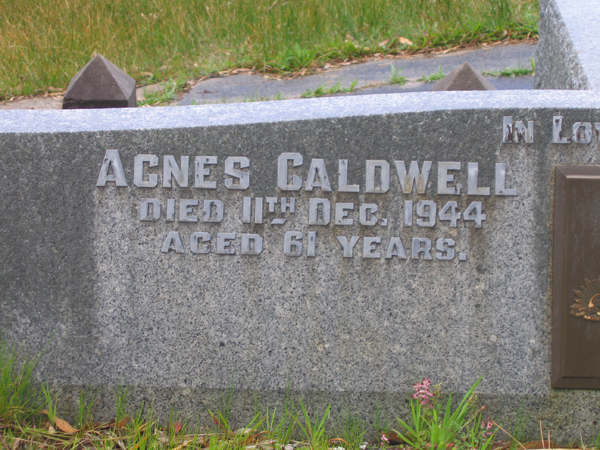 In Lo
Agnes Caldwell
Died 11th Dec. 1944
Aged 61 Years.